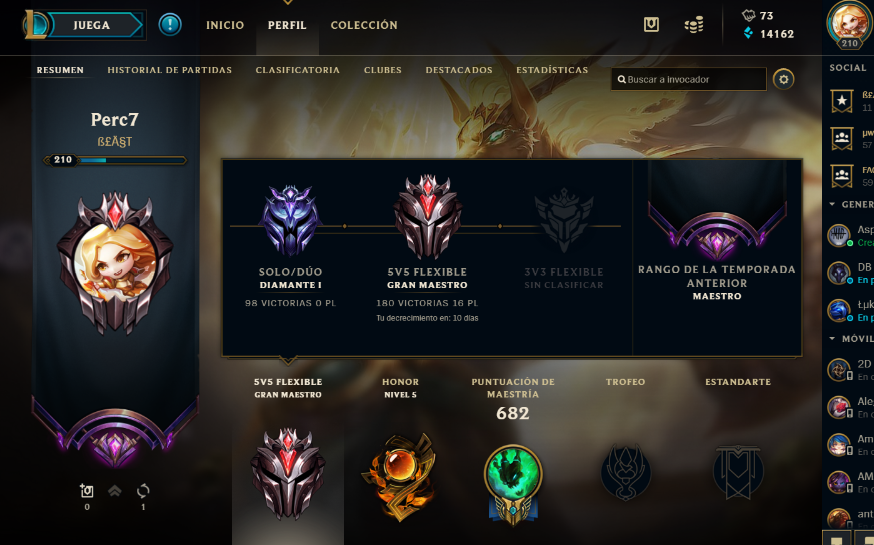 JUEGA
INICIO
PERFIL
COLECCIÓN
73
14162
210
RESUMEN
HISTORIAL DE PARTIDAS
CLASIFICATORIA
CLUBES
DESTACADOS
ESTADÍSTICAS
Buscar a invocador
SOCIAL
Perc7
ß£Ã§T
210
0
1
SOLO/DÚO
DIAMANTE I
98 VICTORIAS 0 PL
5V5 FLEXIBLE
GRAN MAESTRO
180 VICTORIAS 16 PL
Tu decrecimiento en: 10 días
3V3 FLEXIBLE
SIN CLASIFICAR
RANGO DE LA TEMPORADA
ANTERIOR
MAESTRO
5V5 FLEXIBLE
GRAN MAESTRO
HONOR
NIVEL 5
PUNTUACIÓN DE
MAESTRÍA
682
TROFEO
ESTANDARTE
11
57
59
GENER
Asp
Crea
DB
En p
Łµk
En p
MÓVIL
2D
En c
Ale
En c
Am
En c
AM
En c
ant